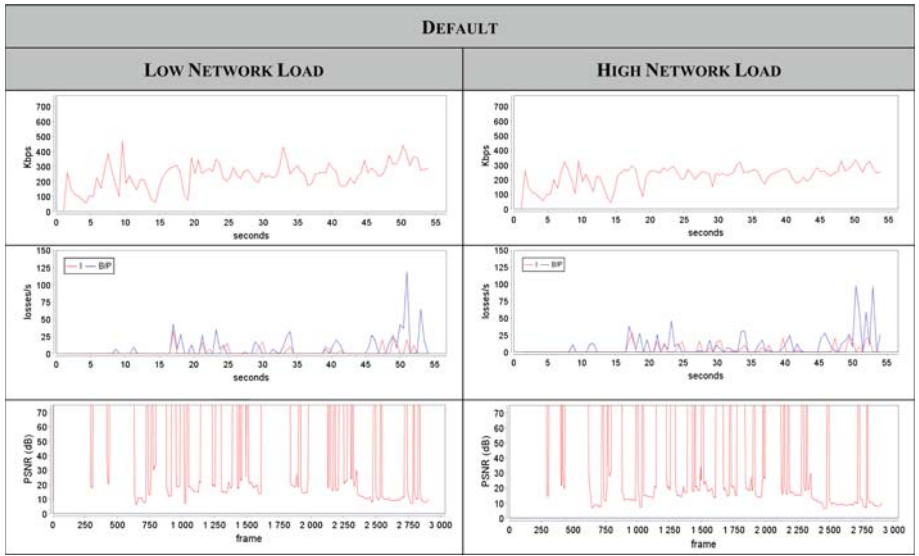 DEFAULT
LOW NETWORK LOAD
HIGH NETWORK LOAD
700
600
500
400
300
200
100
0
Kbps
0 5 10 15 20 25 30 35 40 45 50 55
seconds
700
600
500
400
300
200
100
0
Kbps
0 5 10 15 20 25 30 35 40 45 50 55
seconds
150
125
100
75
50
25
0
losses/s
I B/P
0 5 10 15 20 25 30 35 40 45 50 55
seconds
150
125
100
75
50
25
0
losses/s
I B/P
0 5 10 15 20 25 30 35 40 45 50 55
seconds
70
60
50
40
30
20
10
0
PSNR (dB)
0 250 500 750 1 000 1 250 1 500 1 750 2 000 2 250 2 500 2 750 3 000
frame
70
60
50
40
30
20
10
0
PSNR (dB)
0 250 500 750 1 000 1 250 1 500 1 750 2 000 2 250 2 500 2 750 3 000
frame